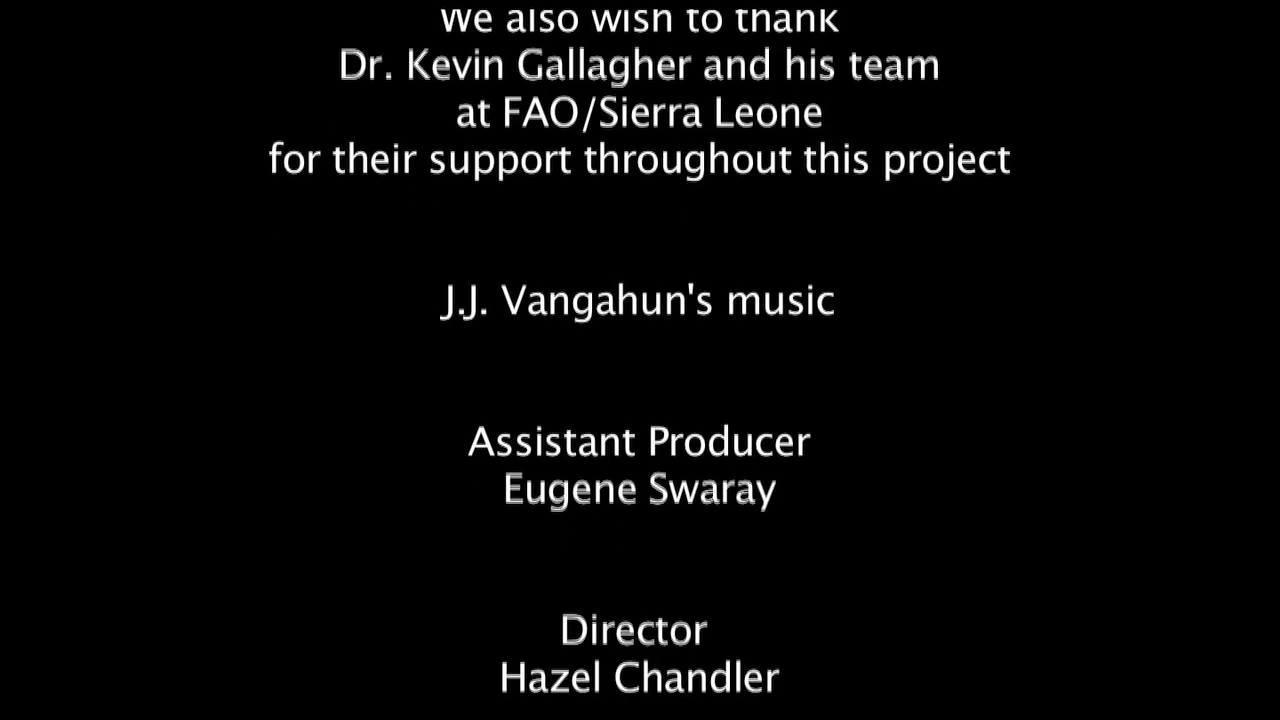 We also wish to thank
Dr. Kevin Gallagher and his team
at FAO/Sierra Leone
for their support throughout this project
J.J. Vangahun's music
Assistant Producer
Eugene Swaray
Director
Hazel Chandler